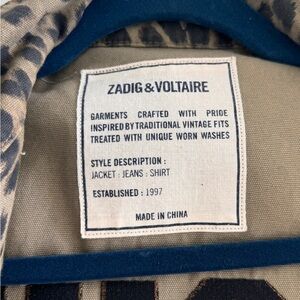 ZADIG & VOLTAIRE
GARMENTS CRAFTED WITH PRIDE
INSPIRED BY TRADITIONAL VINTAGE FITS
TREATED WITH UNIQUE WORN WASHES
STYLE DESCRIPTION :
JACKET : JEANS : SHIRT
ESTABLISHED : 1997
MADE IN CHINA